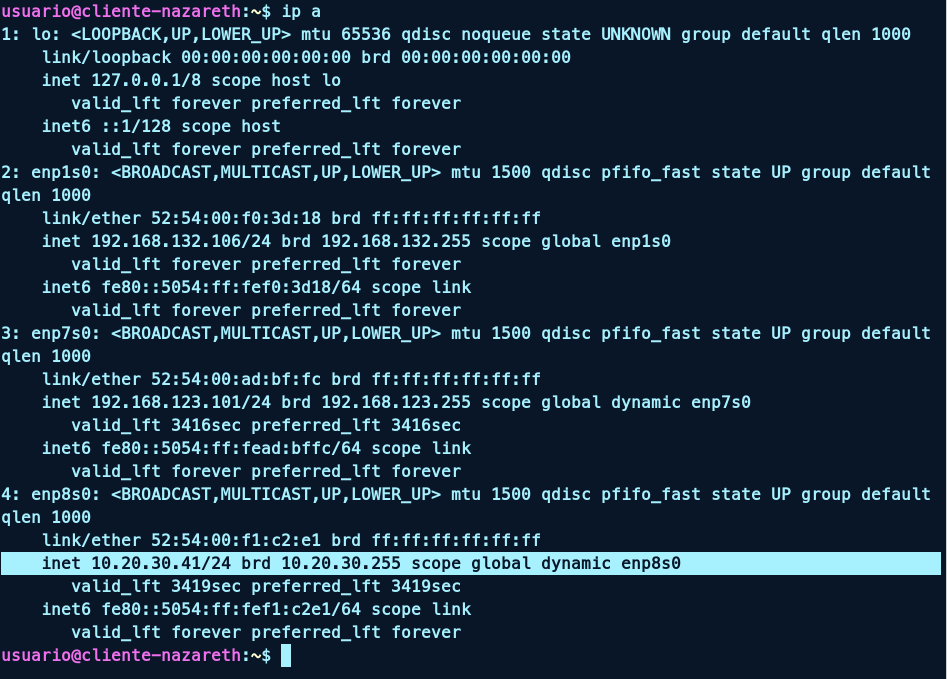 usuario@cliente-nazareth:~$ ip a
1: lo: <LOOPBACK,UP,LOWER_UP> mtu 65536 qdisc noqueue state UNKNOWN group default qlen 1000
    link/loopback 00:00:00:00:00:00 brd 00:00:00:00:00:00
    inet 127.0.0.1/8 scope host lo
       valid_lft forever preferred_lft forever
    inet6 ::1/128 scope host
       valid_lft forever preferred_lft forever
2: enp1s0: <BROADCAST,MULTICAST,UP,LOWER_UP> mtu 1500 qdisc pfifo_fast state UP group default
qlen 1000
    link/ether 52:54:00:f0:3d:18 brd ff:ff:ff:ff:ff:ff
    inet 192.168.132.106/24 brd 192.168.132.255 scope global enp1s0
       valid_lft forever preferred_lft forever
    inet6 fe80::5054:ff:fef0:3d18/64 scope link
       valid_lft forever preferred_lft forever
3: enp7s0: <BROADCAST,MULTICAST,UP,LOWER_UP> mtu 1500 qdisc pfifo_fast state UP group default
qlen 1000
    link/ether 52:54:00:ad:bf:fc brd ff:ff:ff:ff:ff:ff
    inet 192.168.123.101/24 brd 192.168.123.255 scope global dynamic enp7s0
       valid_lft 3416sec preferred_lft 3416sec
    inet6 fe80::5054:ff:fead:bffc/64 scope link
       valid_lft forever preferred_lft forever
4: enp8s0: <BROADCAST,MULTICAST,UP,LOWER_UP> mtu 1500 qdisc pfifo_fast state UP group default
qlen 1000
    link/ether 52:54:00:f1:c2:e1 brd ff:ff:ff:ff:ff:ff
    inet 10.20.30.41/24 brd 10.20.30.255 scope global dynamic enp8s0
       valid_lft 3419sec preferred_lft 3419sec
    inet6 fe80::5054:ff:fef1:c2e1/64 scope link
       valid_lft forever preferred_lft forever
usuario@cliente-nazareth:~$